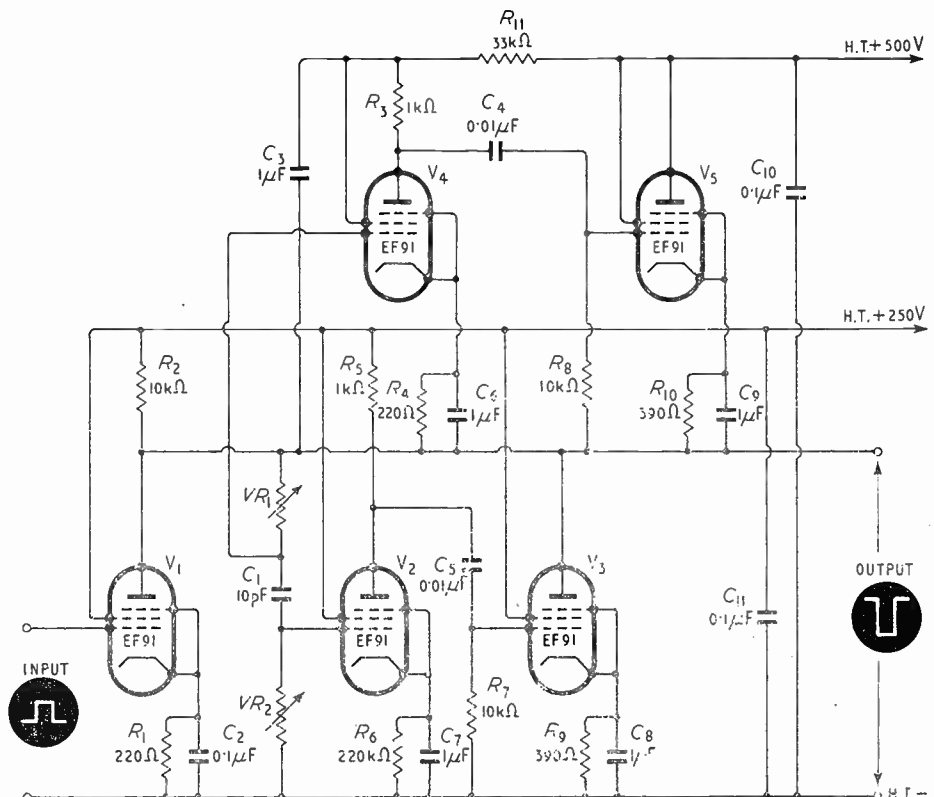 R11
33kΩ
H.T.+500V
R3
1kΩ
C4
0·01μF
C3
1μF
V4
V5
C10
0·1μF
EF91
EF91
H.T.+250V
R2
10kΩ
R5
1kΩ
R4
220Ω
C6
1μF
R8
10kΩ
R10
390Ω
C9
1μF
VR1
V1
C1
10pF
V2
C5
0·01μF
V3
OUTPUT
C11
0·1μF
EF91
EF91
EF91
INPUT
VR2
R7
10kΩ
R1
220Ω
C2
0·1μF
R6
220kΩ
C7
1μF
R9
390Ω
C8
1μF
H.T.−